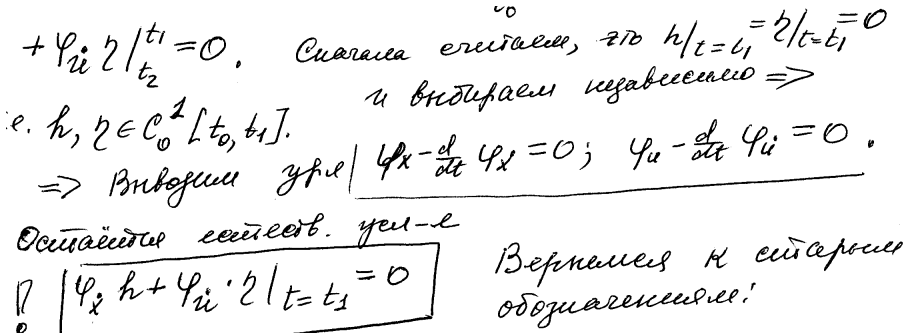 + φ_u̇ η |_{t_2}^{t_1} = 0. Сначала считаем, что h/_{t=t_1} = η/_{t=t_1} = 0
е. h, η ∈ C_0^1 [t_0, t_1]. и выбираем независимо =>
=> Выводим ур-я | φ_x - d/dt φ_ẋ = 0; φ_u - d/dt φ_u̇ = 0.
Остаётся естеств. усл-е
φ_ẋ h + φ_u̇ · η |_{t=t_1} = 0 Вернемся к старым
обозначениям: